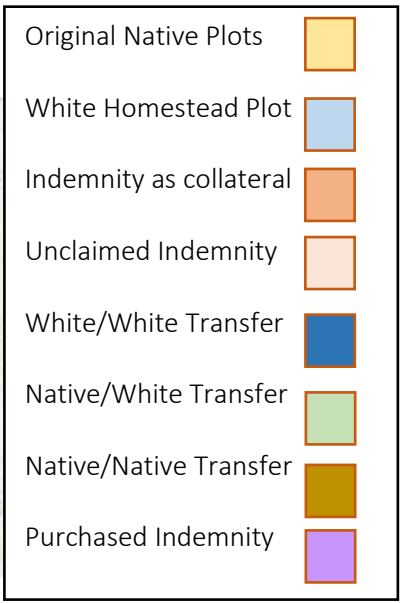 Original Native Plots
White Homestead Plot
Indemnity as collateral
Unclaimed Indemnity
White/White Transfer
Native/White Transfer
Native/Native Transfer
Purchased Indemnity